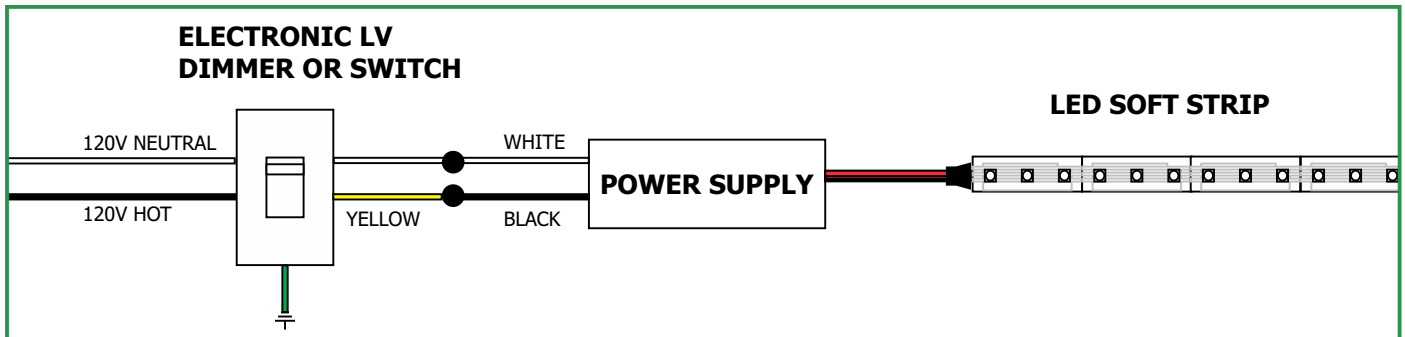 ELECTRONIC LV
DIMMER OR SWITCH
LED SOFT STRIP
120V NEUTRAL
WHITE
POWER SUPPLY
120V HOT
YELLOW
BLACK